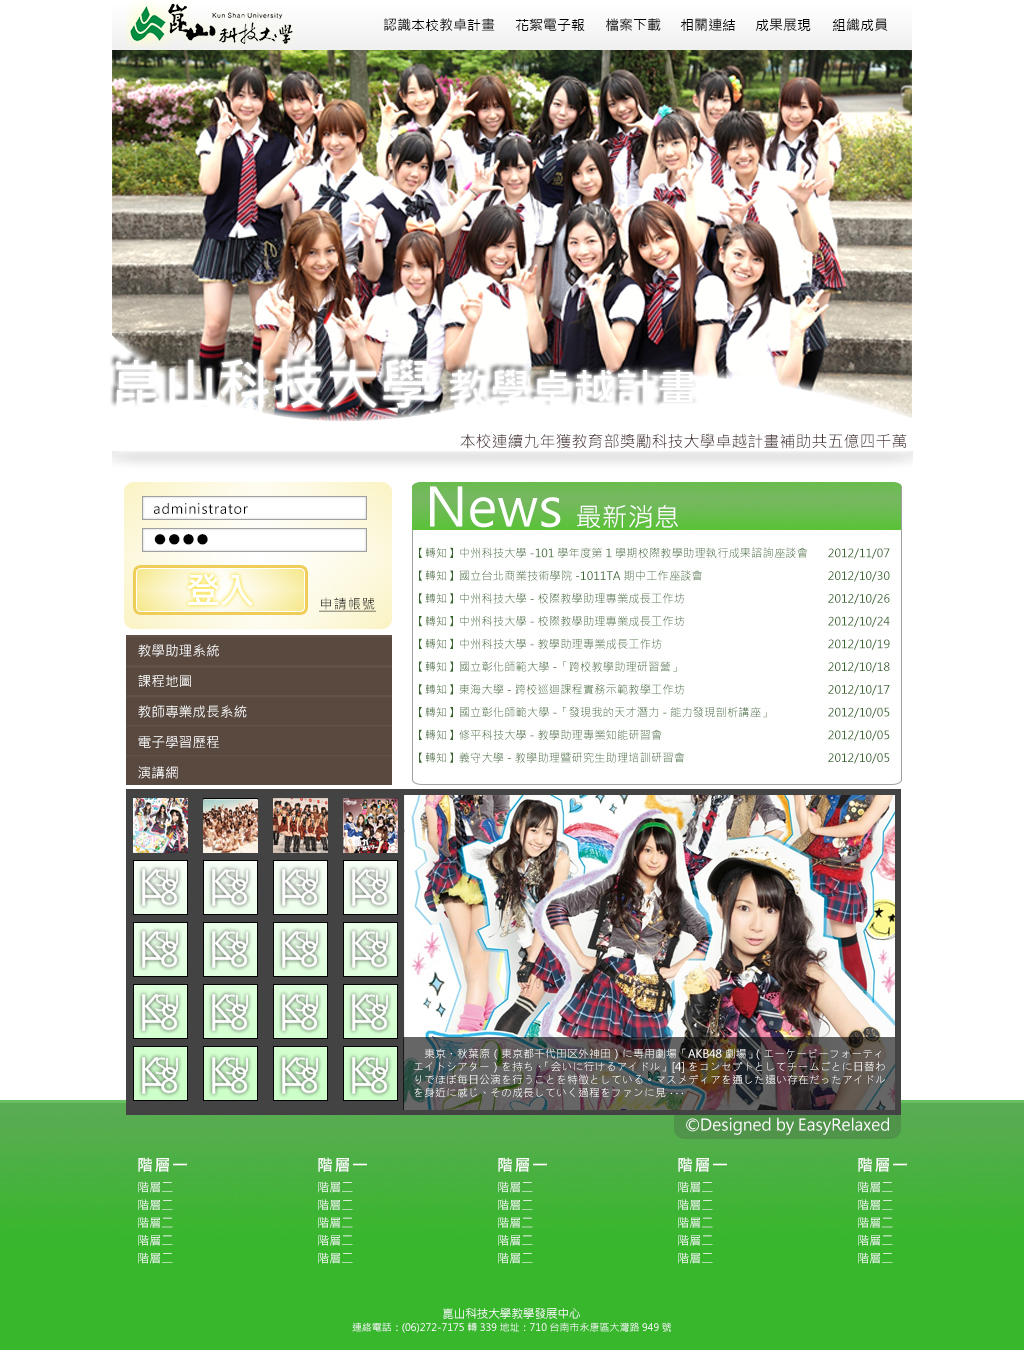 Kun Shan University
崑山科技大學
認識本校教卓計畫 花絮電子報 檔案下載 相關連結 成果展現 組織成員
崑山科技大學 教學卓越計畫
本校連續九年獲教育部獎勵科技大學卓越計畫補助共五億四千萬
administrator
●●●●
登入
申請帳號
教學助理系統
課程地圖
教師專業成長系統
電子學習歷程
演講網
News 最新消息
【轉知】中州科技大學 -101 學年度第 1 學期校際教學助理執行成果諮詢座談會 2012/11/07
【轉知】國立台北商業技術學院 -1011TA 期中工作座談會 2012/10/30
【轉知】中州科技大學 - 校際教學助理專業成長工作坊 2012/10/26
【轉知】中州科技大學 - 校際教學助理專業成長工作坊 2012/10/24
【轉知】中州科技大學 - 教學助理專業成長工作坊 2012/10/19
【轉知】國立彰化師範大學 -「跨校教學助理研習營」 2012/10/18
【轉知】東海大學 - 跨校巡迴課程實務示範教學工作坊 2012/10/17
【轉知】國立彰化師範大學 -「發現我的天才潛力 - 能力發現剖析講座」 2012/10/05
【轉知】修平科技大學 - 教學助理專業知能研習會 2012/10/05
【轉知】義守大學 - 教學助理暨研究生助理培訓研習會 2012/10/05
KSU KSU KSU KSU
KSU KSU KSU KSU
KSU KSU KSU KSU
KSU KSU KSU KSU
東京・秋葉原（東京都千代田区外神田）に専用劇場「AKB48 劇場」（エーケービーフォーティ
エイトシアター）を持ち、「会いに行けるアイドル」[4] をコンセプトとしてチームごとに日替わ
りでほぼ毎日公演を行うことを特徴としている。マスメディアを通した遠い存在だったアイドル
を身近に感じ、その成長していく過程をファンに見 ･･･
©Designed by EasyRelaxed
階層一 階層一 階層一 階層一 階層一
階層二 階層二 階層二 階層二 階層二
階層二 階層二 階層二 階層二 階層二
階層二 階層二 階層二 階層二 階層二
階層二 階層二 階層二 階層二 階層二
階層二 階層二 階層二 階層二 階層二
崑山科技大學教學發展中心
連絡電話：(06)272-7175 轉 339 地址：710 台南市永康區大灣路 949 號